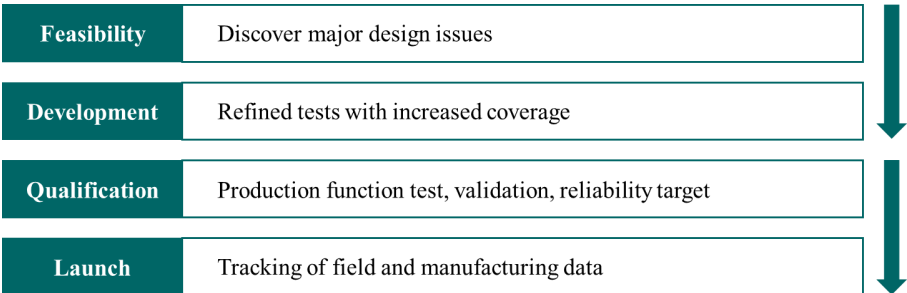 Feasibility Discover major design issues
Development Refined tests with increased coverage
Qualification Production function test, validation, reliability target
Launch Tracking of field and manufacturing data